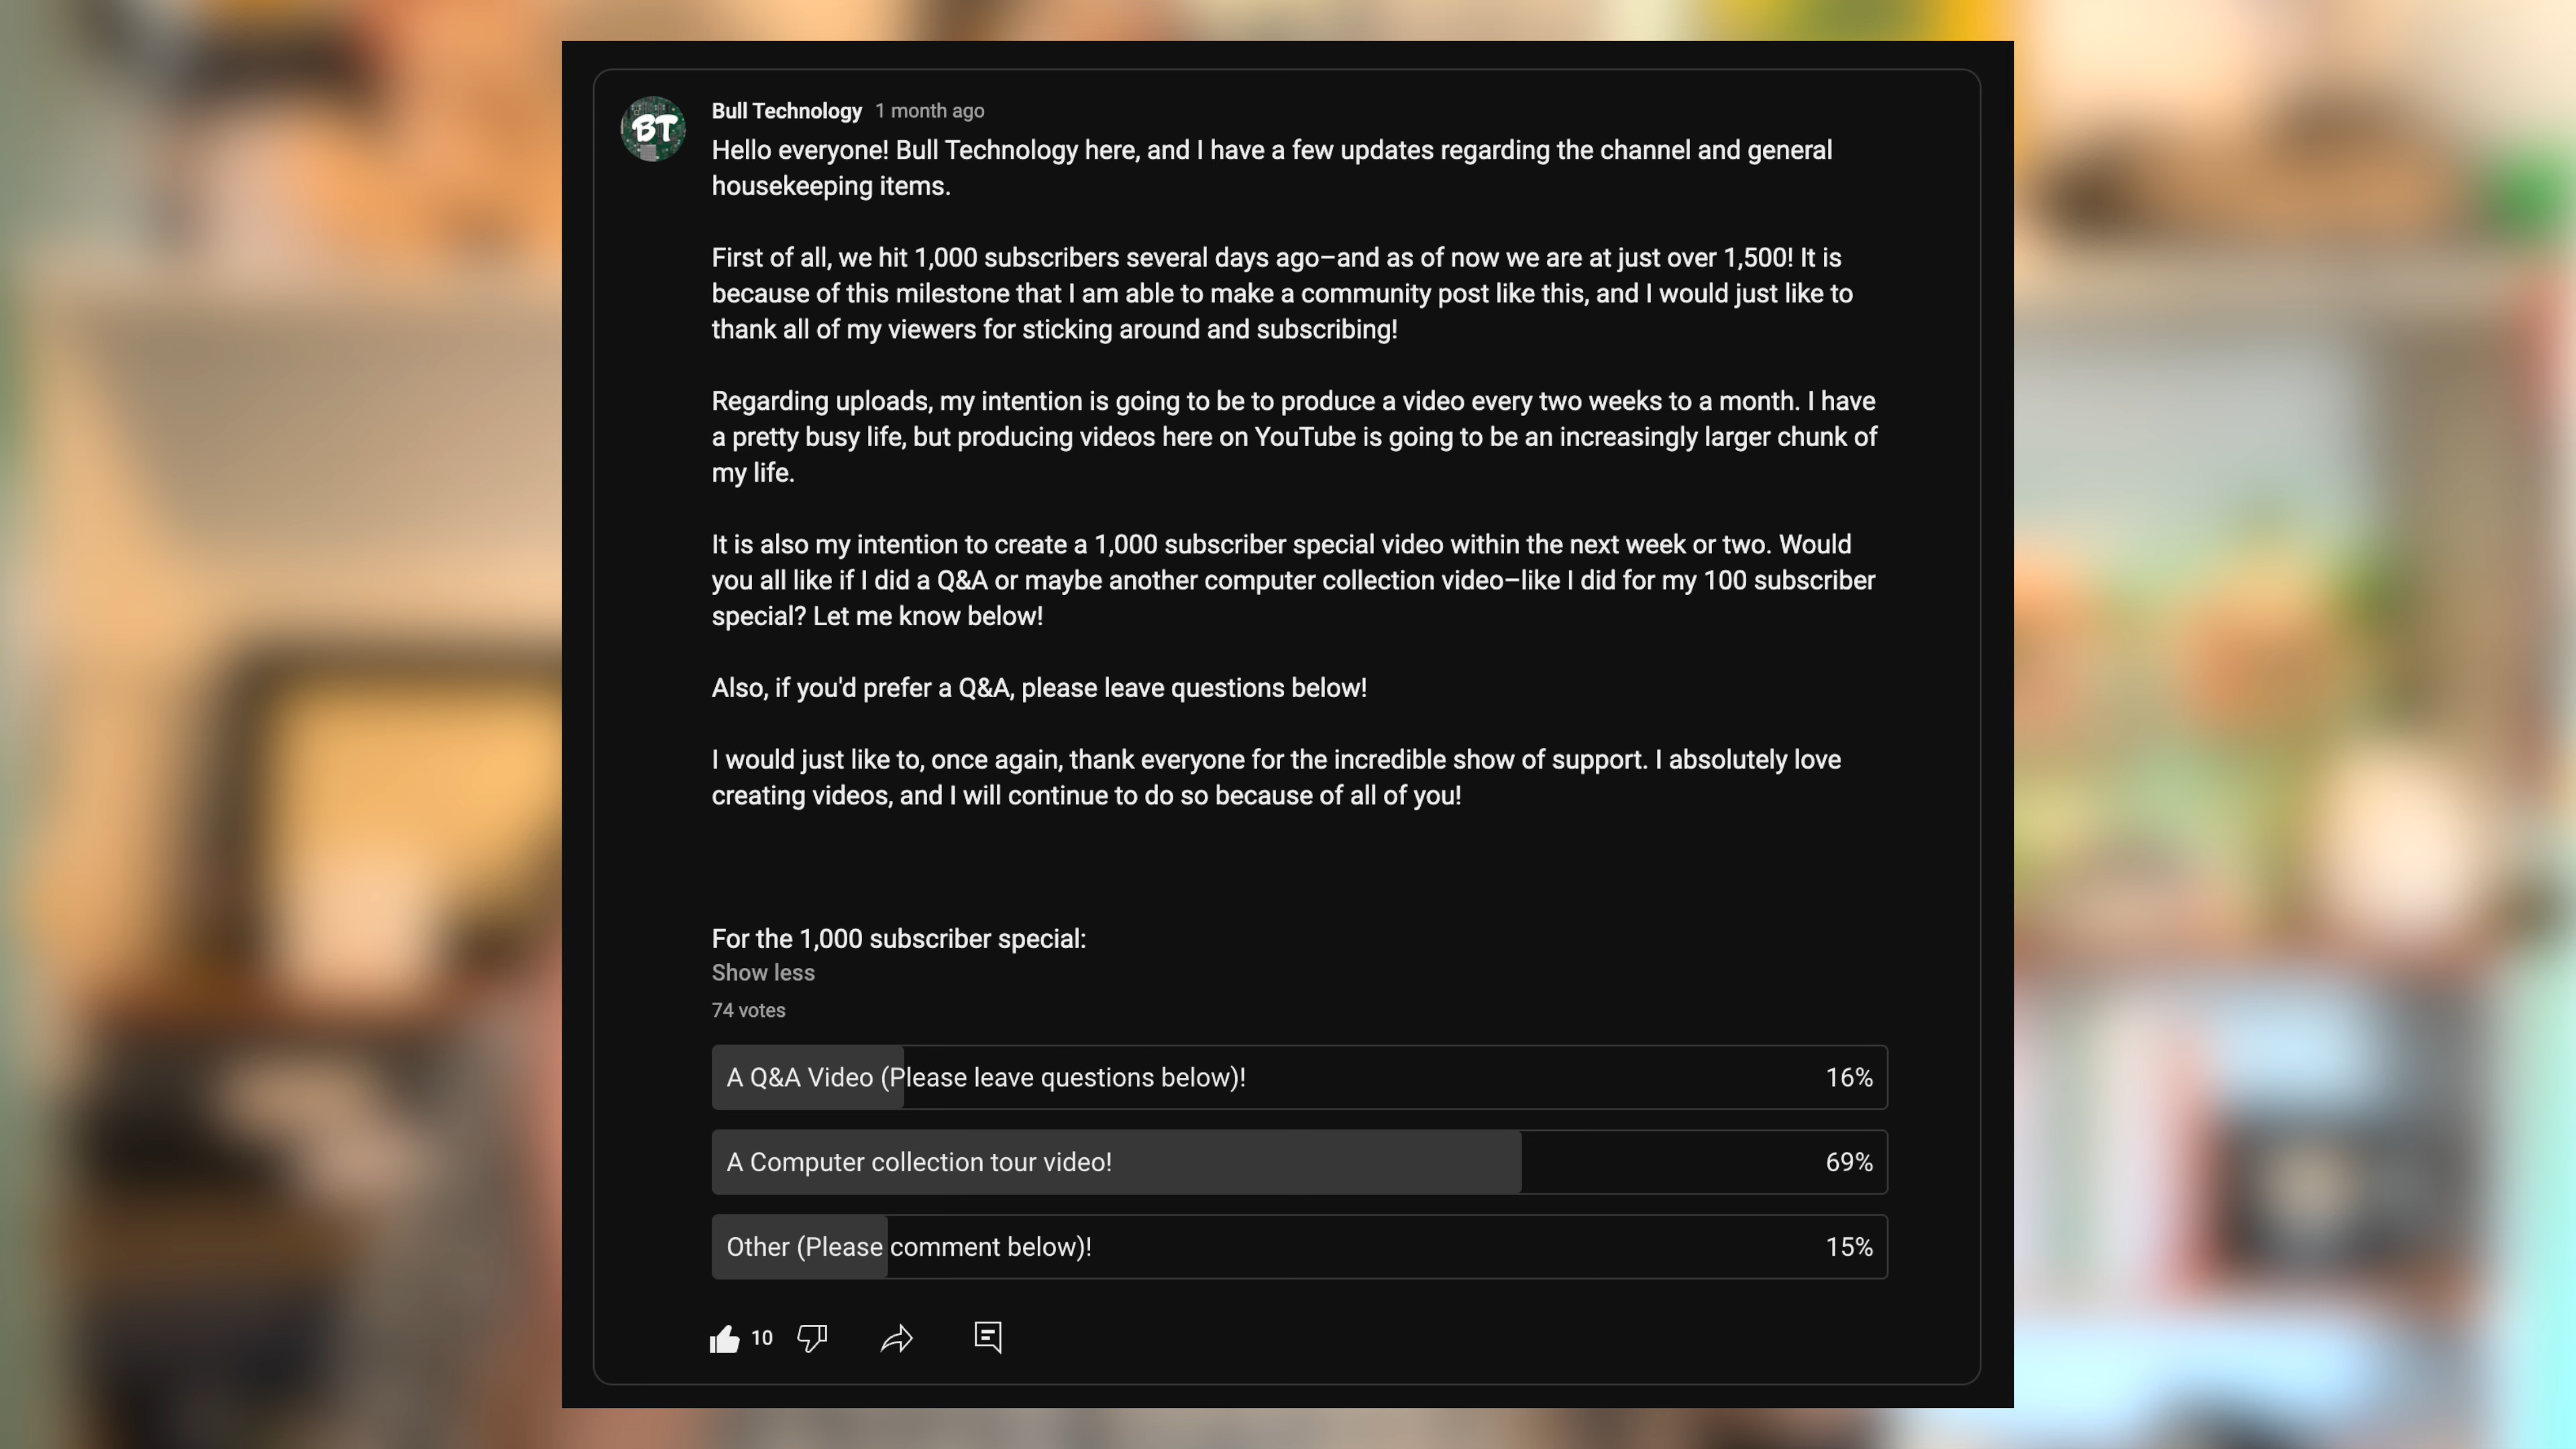 BT
Bull Technology 1 month ago
Hello everyone! Bull Technology here, and I have a few updates regarding the channel and general
housekeeping items.
First of all, we hit 1,000 subscribers several days ago–and as of now we are at just over 1,500! It is
because of this milestone that I am able to make a community post like this, and I would just like to
thank all of my viewers for sticking around and subscribing!
Regarding uploads, my intention is going to be to produce a video every two weeks to a month. I have
a pretty busy life, but producing videos here on YouTube is going to be an increasingly larger chunk of
my life.
It is also my intention to create a 1,000 subscriber special video within the next week or two. Would
you all like if I did a Q&A or maybe another computer collection video–like I did for my 100 subscriber
special? Let me know below!
Also, if you'd prefer a Q&A, please leave questions below!
I would just like to, once again, thank everyone for the incredible show of support. I absolutely love
creating videos, and I will continue to do so because of all of you!
For the 1,000 subscriber special:
Show less
74 votes
A Q&A Video (Please leave questions below)! 16%
A Computer collection tour video! 69%
Other (Please comment below)! 15%
10